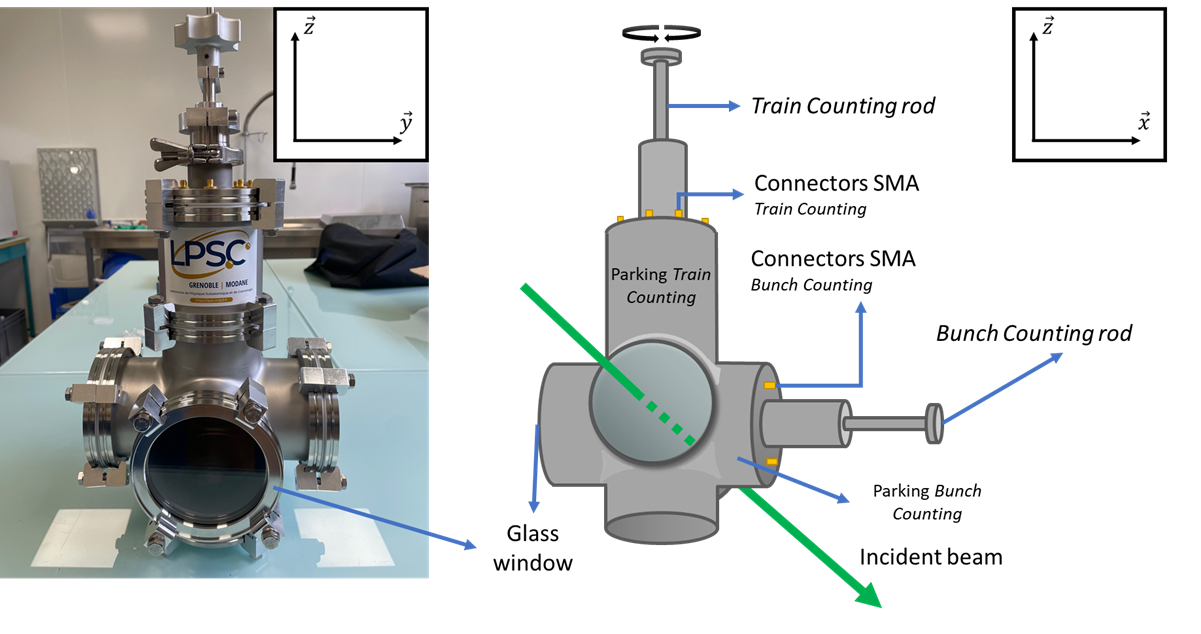 z⃗
y⃗
LPSC
GRENOBLE | MODANE
z⃗
x⃗
Train Counting rod
Connectors SMA
Train Counting
Connectors SMA
Bunch Counting
Parking Train
Counting
Bunch Counting rod
Parking Bunch
Counting
Glass
window
Incident beam